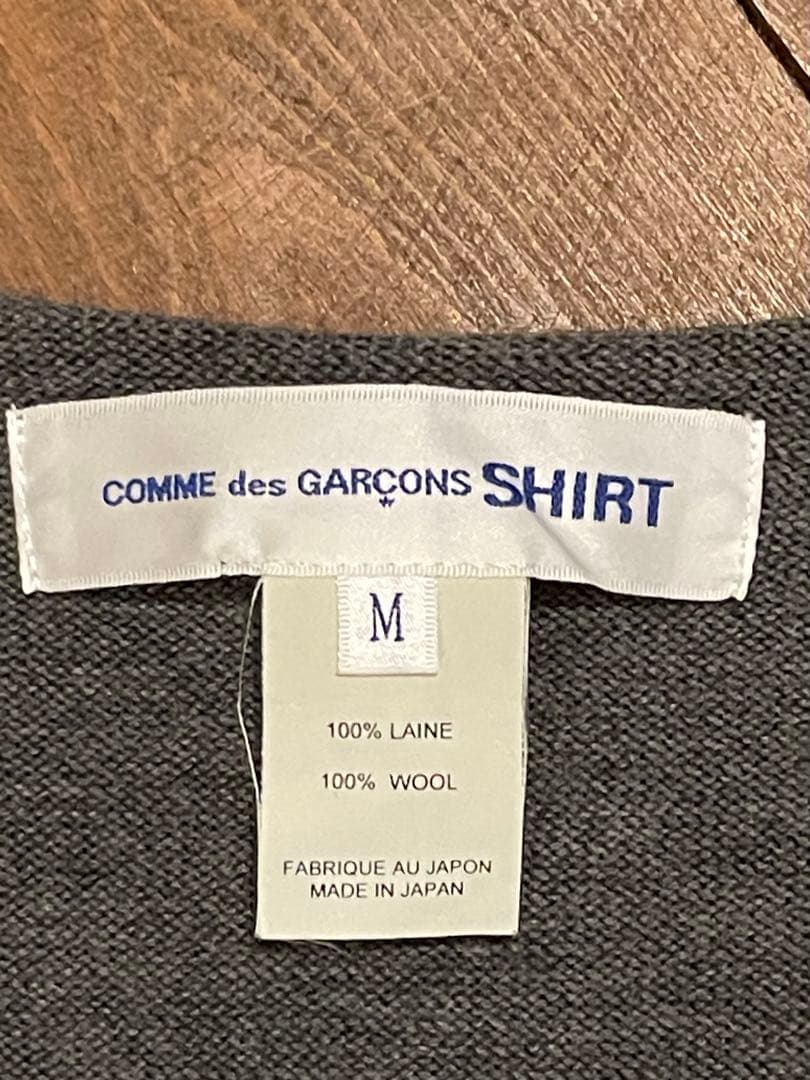 COMME des GARÇONS SHIRT
M
100% LAINE
100% WOOL
FABRIQUE AU JAPON
MADE IN JAPAN